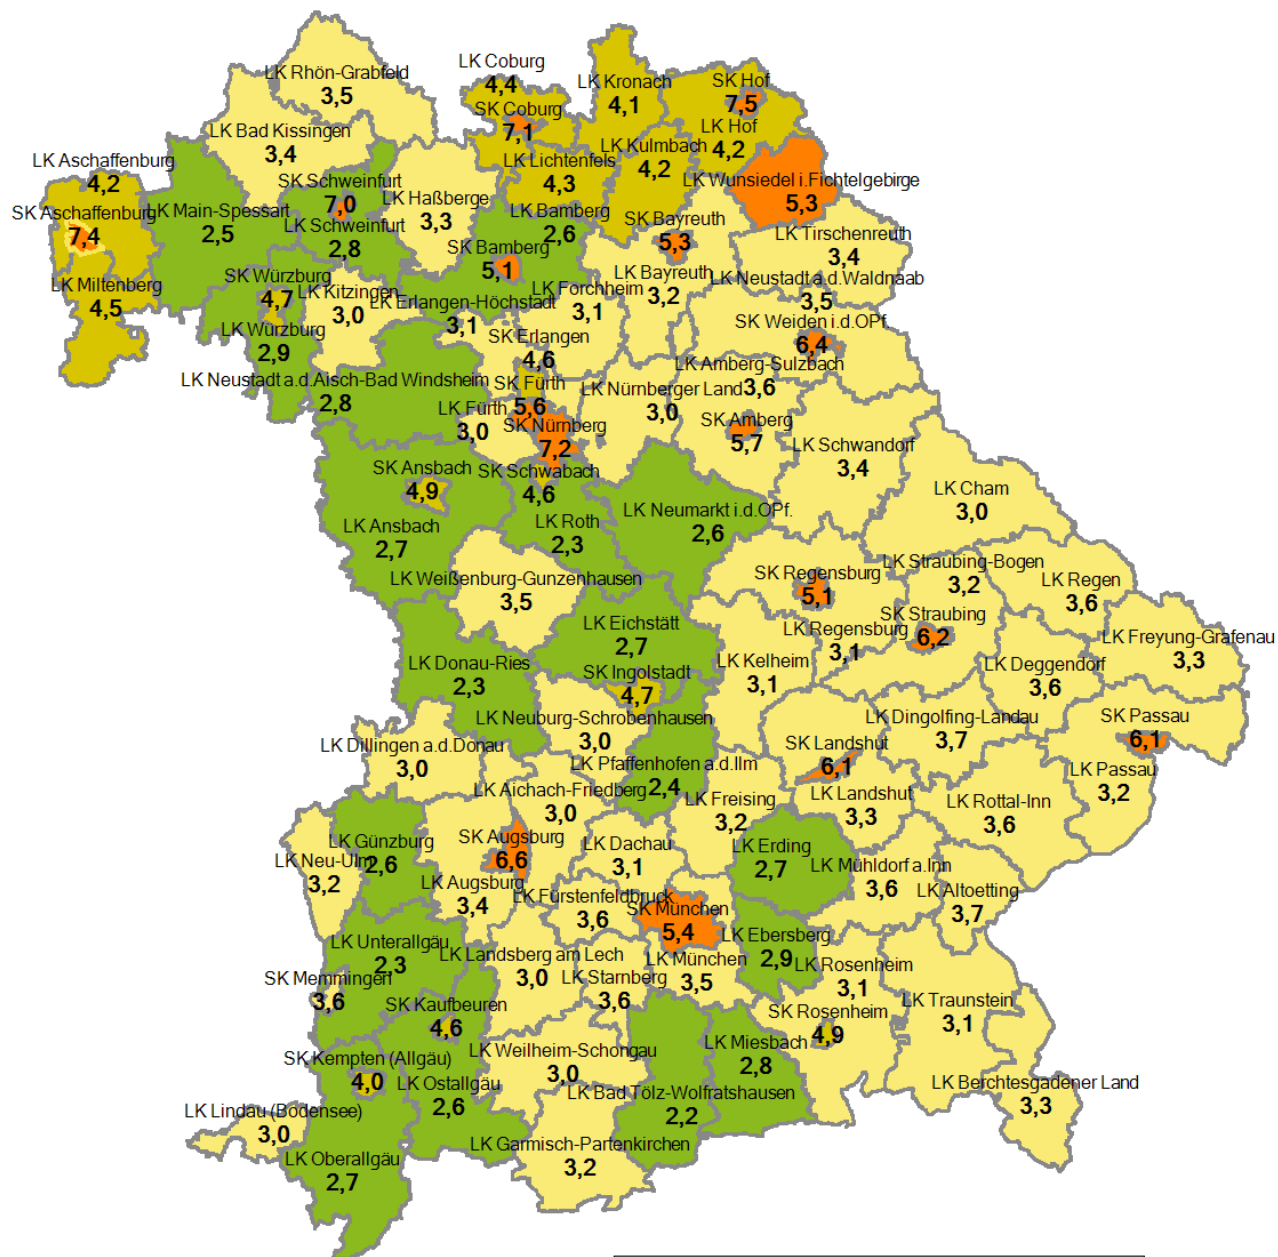 LK Rhön-Grabfeld
3,5
LK Coburg
4,4
LK Kronach
4,1
SK Hof
7,5
SK Coburg
7,1
LK Hof
4,2
LK Bad Kissingen
3,4
LK Kulmbach
4,2
LK Aschaffenburg
4,2
LK Lichtenfels
4,3
SK Schweinfurt
7,0
LK Wunsiedel i.Fichtelgebirge
5,3
LK Haßberge
3,3
SK Aschaffenburg
7,4
LK Main-Spessart
2,5
LK Schweinfurt
2,8
LK Bamberg
2,6
SK Bayreuth
5,3
LK Tirschenreuth
3,4
SK Bamberg
5,1
LK Miltenberg
4,5
SK Würzburg
4,7
LK Kitzingen
3,0
LK Erlangen-Höchstadt
3,1
LK Forchheim
3,1
LK Bayreuth
3,2
LK Neustadt a.d.Waldnaab
3,5
SK Weiden i.d.OPf.
6,4
LK Würzburg
2,9
SK Erlangen
4,6
LK Amberg-Sulzbach
3,6
LK Neustadt a.d.Aisch-Bad Windsheim
2,8
SK Fürth
5,6
LK Nürnberger Land
3,0
LK Fürth
3,0
SK Nürnberg
7,2
SK Amberg
5,7
LK Schwandorf
3,4
SK Ansbach
4,9
SK Schwabach
4,6
LK Cham
3,0
LK Ansbach
2,7
LK Roth
2,3
LK Neumarkt i.d.OPf.
2,6
LK Weißenburg-Gunzenhausen
3,5
SK Regensburg
5,1
LK Straubing-Bogen
3,2
LK Regen
3,6
LK Eichstätt
2,7
LK Regensburg
3,1
SK Straubing
6,2
LK Freyung-Grafenau
3,3
LK Donau-Ries
2,3
SK Ingolstadt
4,7
LK Kelheim
3,1
LK Deggendorf
3,6
LK Neuburg-Schrobenhausen
3,0
LK Dingolfing-Landau
3,7
SK Passau
6,1
LK Dillingen a.d.Donau
3,0
SK Landshut
6,1
LK Pfaffenhofen a.d.Ilm
2,4
LK Passau
3,2
LK Aichach-Friedberg
3,0
LK Freising
3,2
LK Landshut
3,3
LK Rottal-Inn
3,6
LK Günzburg
2,6
SK Augsburg
6,6
LK Dachau
3,1
LK Erding
2,7
LK Neu-Ulm
3,2
LK Mühldorf a.Inn
3,6
LK Augsburg
3,4
LK Fürstenfeldbruck
3,6
LK Altoetting
3,7
SK München
5,4
LK Unterallgäu
2,3
LK Landsberg am Lech
3,0
LK Ebersberg
2,9
LK München
3,5
LK Rosenheim
3,1
SK Memmingen
3,6
LK Starnberg
3,6
SK Kaufbeuren
4,6
SK Rosenheim
4,9
LK Traunstein
3,1
SK Kempten (Allgäu)
4,0
LK Weilheim-Schongau
3,0
LK Miesbach
2,8
LK Ostallgäu
2,6
LK Bad Tölz-Wolfratshausen
2,2
LK Berchtesgadener Land
3,3
LK Lindau (Bodensee)
3,0
LK Garmisch-Partenkirchen
3,2
LK Oberallgäu
2,7